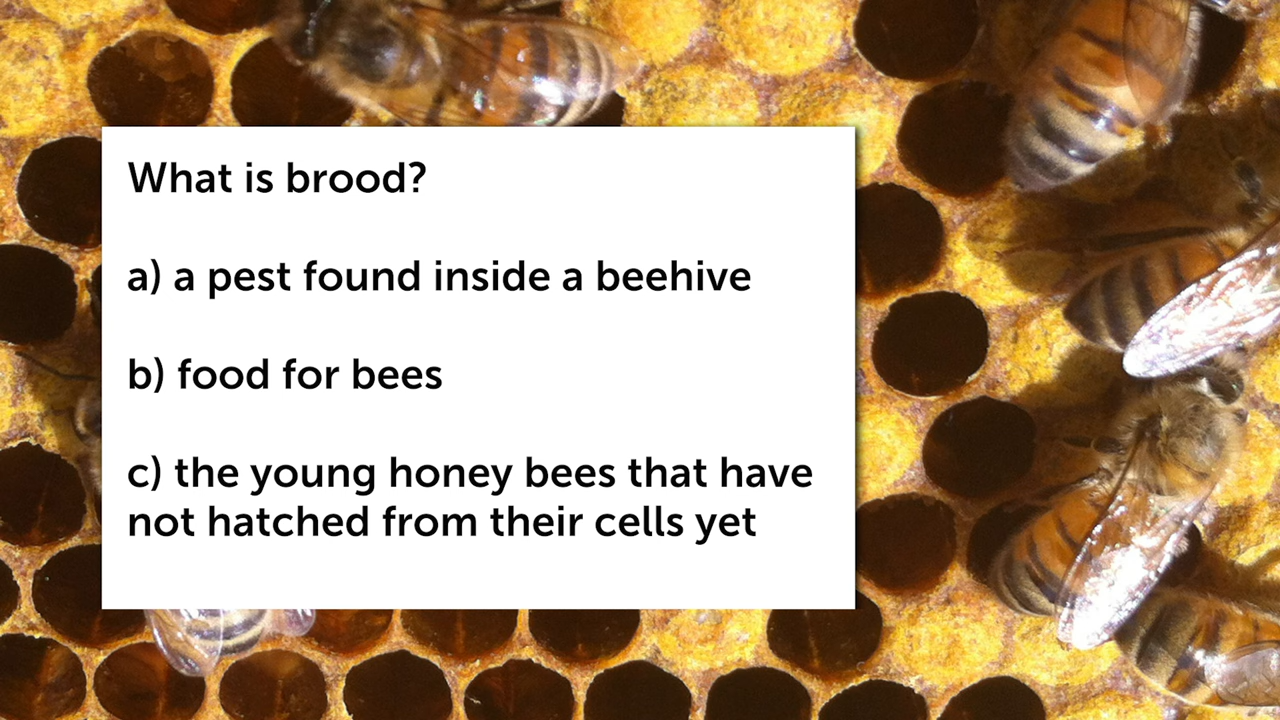 What is brood?
a) a pest found inside a beehive
b) food for bees
c) the young honey bees that have
not hatched from their cells yet